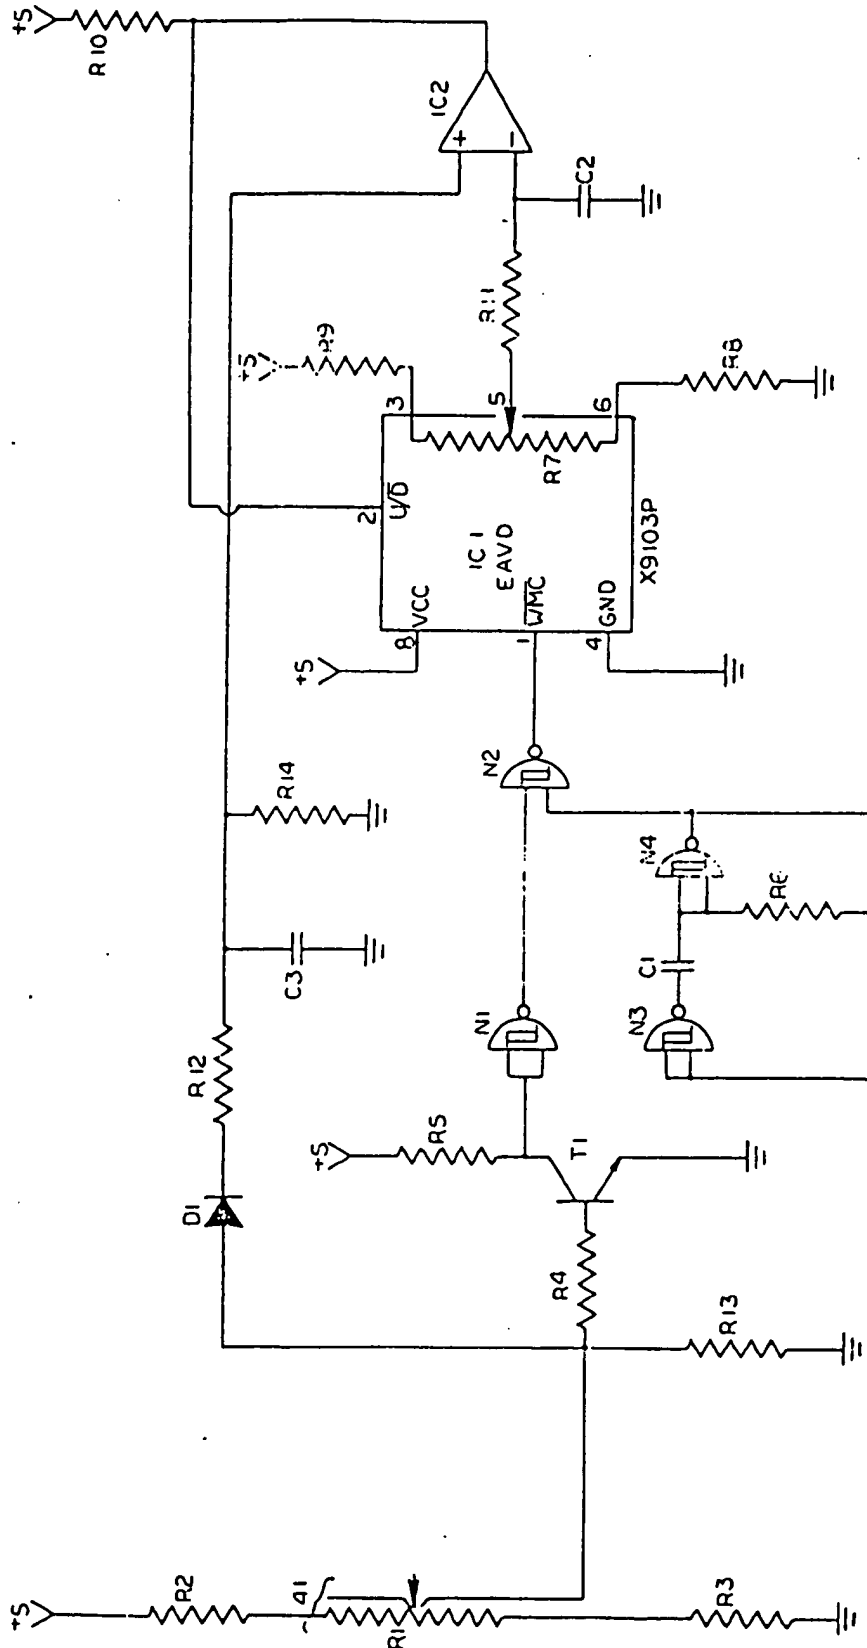 +5
R10
IC2
+
-
C2
R11
+5
R9
3
5
6
R8
R7
2
U/D
IC1
EAVD
X9103P
8
VCC
WMC
1
4
GND
+5
R14
N2
N4
C3
C1
R6
N1
N3
R12
+5
R5
T1
D1
R4
R13
+5
R2
41
R1
R3